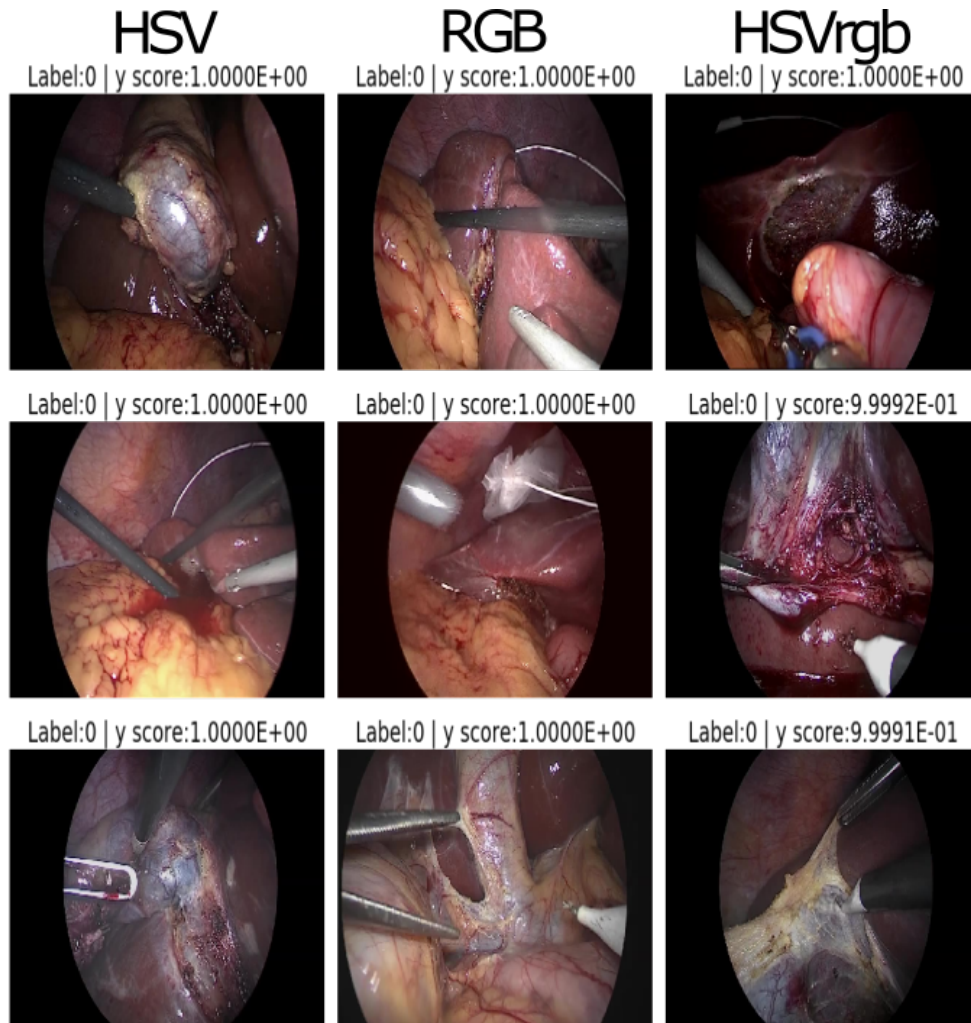 HSV RGB HSVrgb
Label:0 | y score:1.0000E+00 Label:0 | y score:1.0000E+00 Label:0 | y score:1.0000E+00
Label:0 | y score:1.0000E+00 Label:0 | y score:1.0000E+00 Label:0 | y score:9.9992E-01
Label:0 | y score:1.0000E+00 Label:0 | y score:1.0000E+00 Label:0 | y score:9.9991E-01